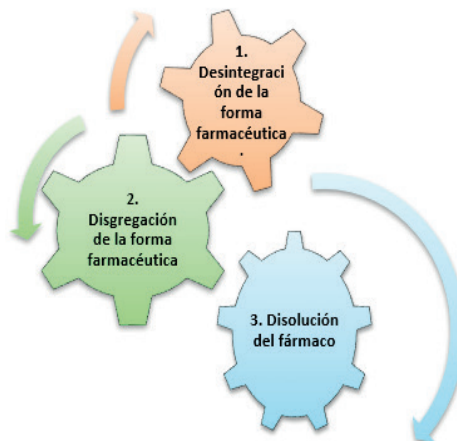 1.
Desintegraci
ón de la
forma
farmacéutica
.
2.
Disgregación
de la forma
farmacéutica
3. Disolución
del fármaco